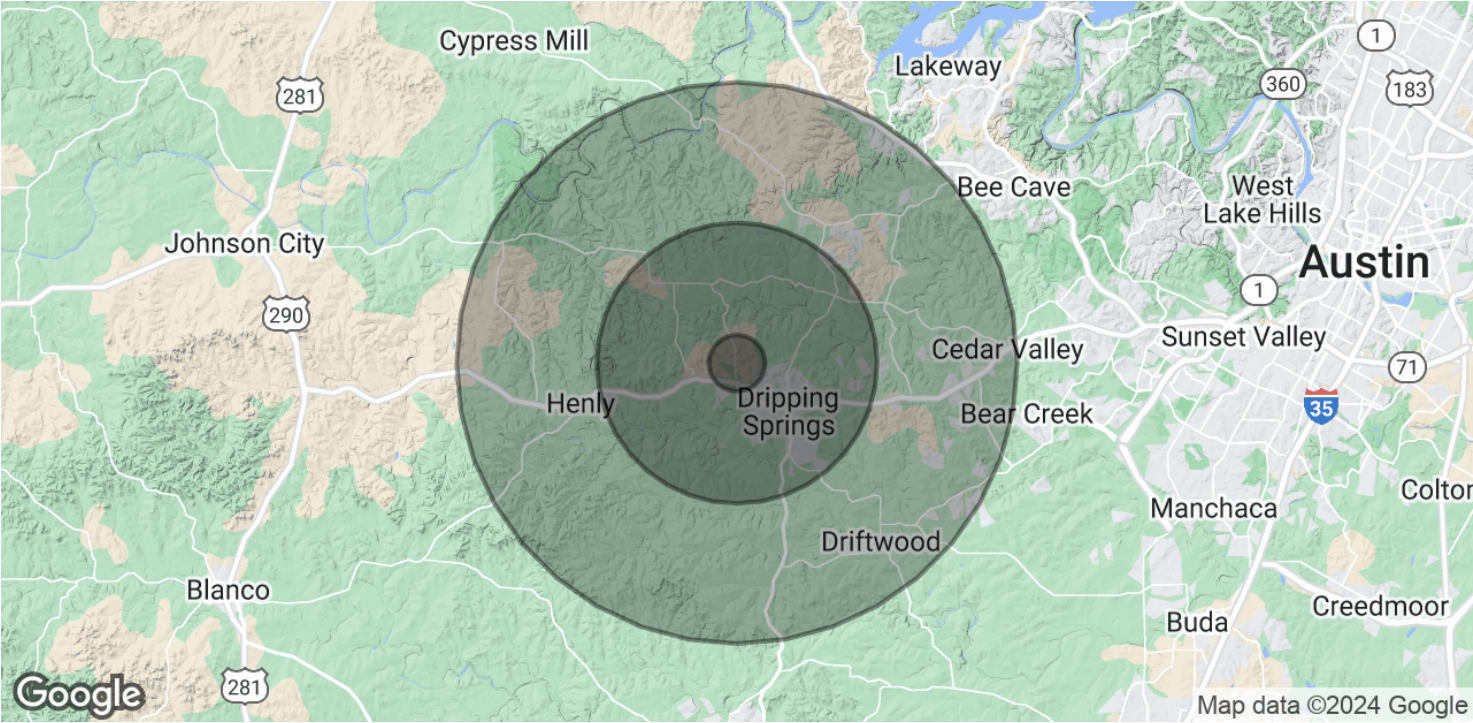 Cypress Mill
1
Lakeway
360
183
281
Bee Cave
West
Lake Hills
Johnson City
Austin
1
290
Sunset Valley
Cedar Valley
71
Henly
Dripping
Springs
35
Bear Creek
Colton
Manchaca
Driftwood
Blanco
Creedmoor
Buda
281
Google
Map data ©2024 Google